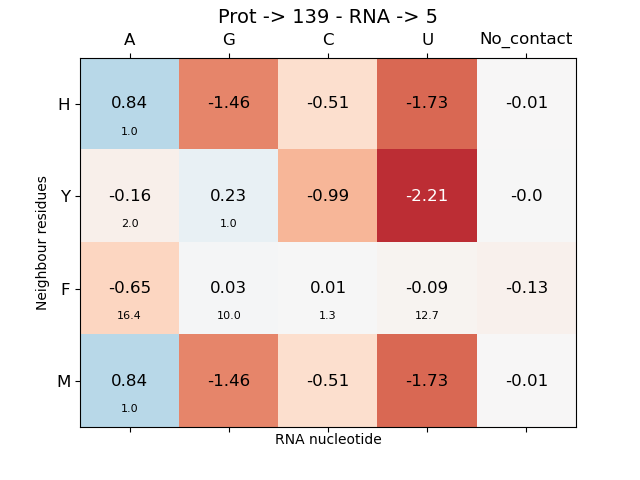 Prot -> 139 - RNA -> 5
A G C U No_contact
H 0.84 -1.46 -0.51 -1.73 -0.01
1.0
Y -0.16 0.23 -0.99 -2.21 -0.0
2.0 1.0
F -0.65 0.03 0.01 -0.09 -0.13
16.4 10.0 1.3 12.7
M 0.84 -1.46 -0.51 -1.73 -0.01
1.0
Neighbour residues
RNA nucleotide